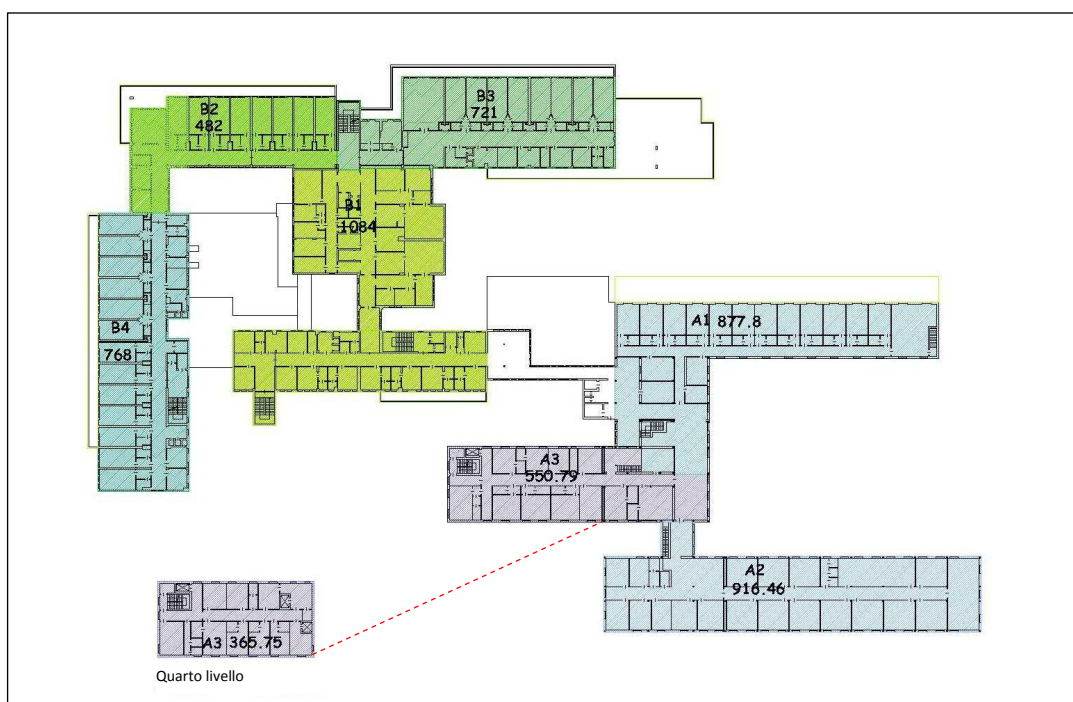 B2
482
B3
721
B1
1084
B4
768
A1 877.8
A3
550.79
A2
916.46
A3 365.75
Quarto livello